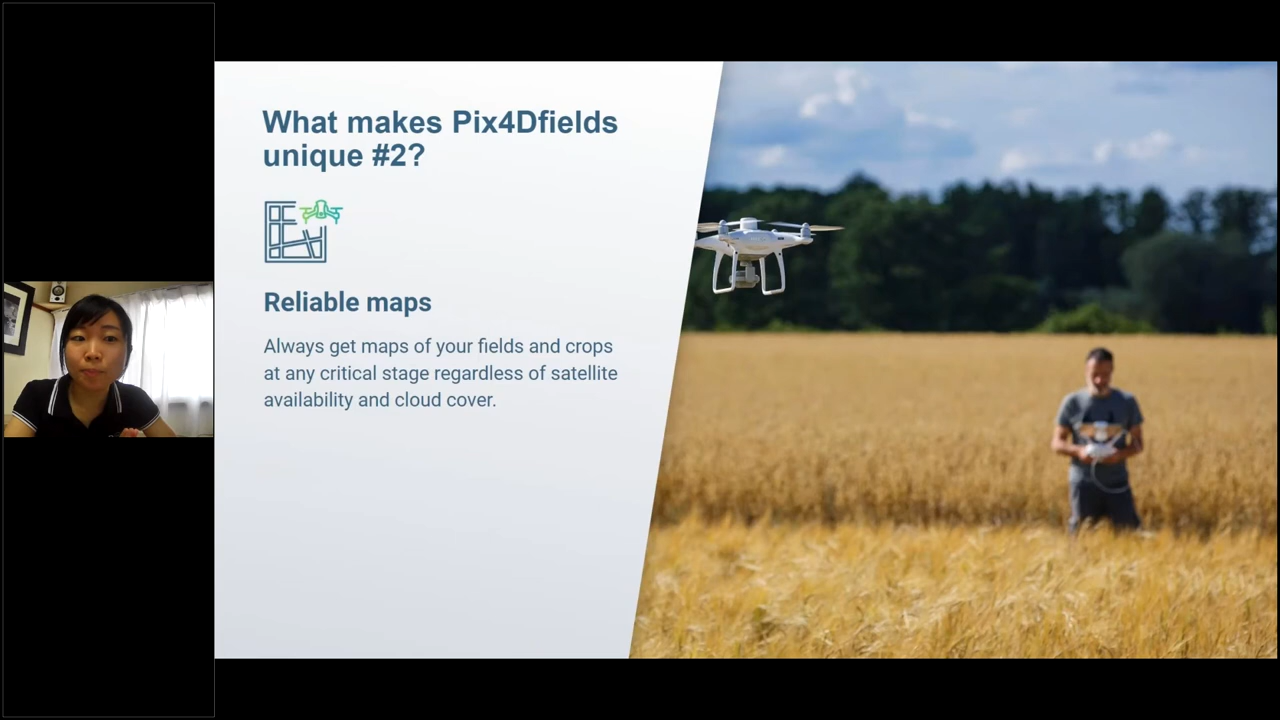 What makes Pix4Dfields
unique #2?
Reliable maps
Always get maps of your fields and crops
at any critical stage regardless of satellite
availability and cloud cover.